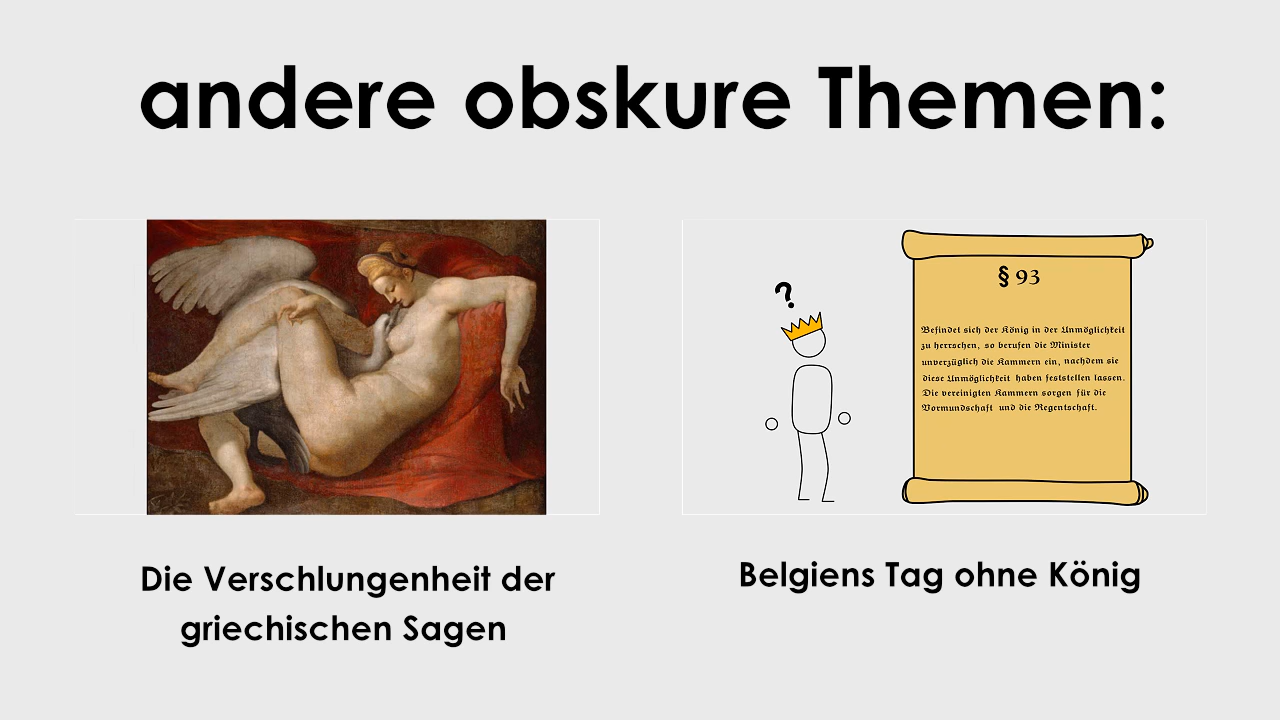 andere obskure Themen:
?
§ 93
Befindet sich der König in der Unmöglichkeit
zu herrschen, so berufen die Minister
unverzüglich die Kammern ein, nachdem sie
diese Unmöglichkeit haben feststellen lassen.
Die vereinigten Kammern sorgen für die
Vormundschaft und die Regentschaft.
Die Verschlungenheit der
griechischen Sagen
Belgiens Tag ohne König